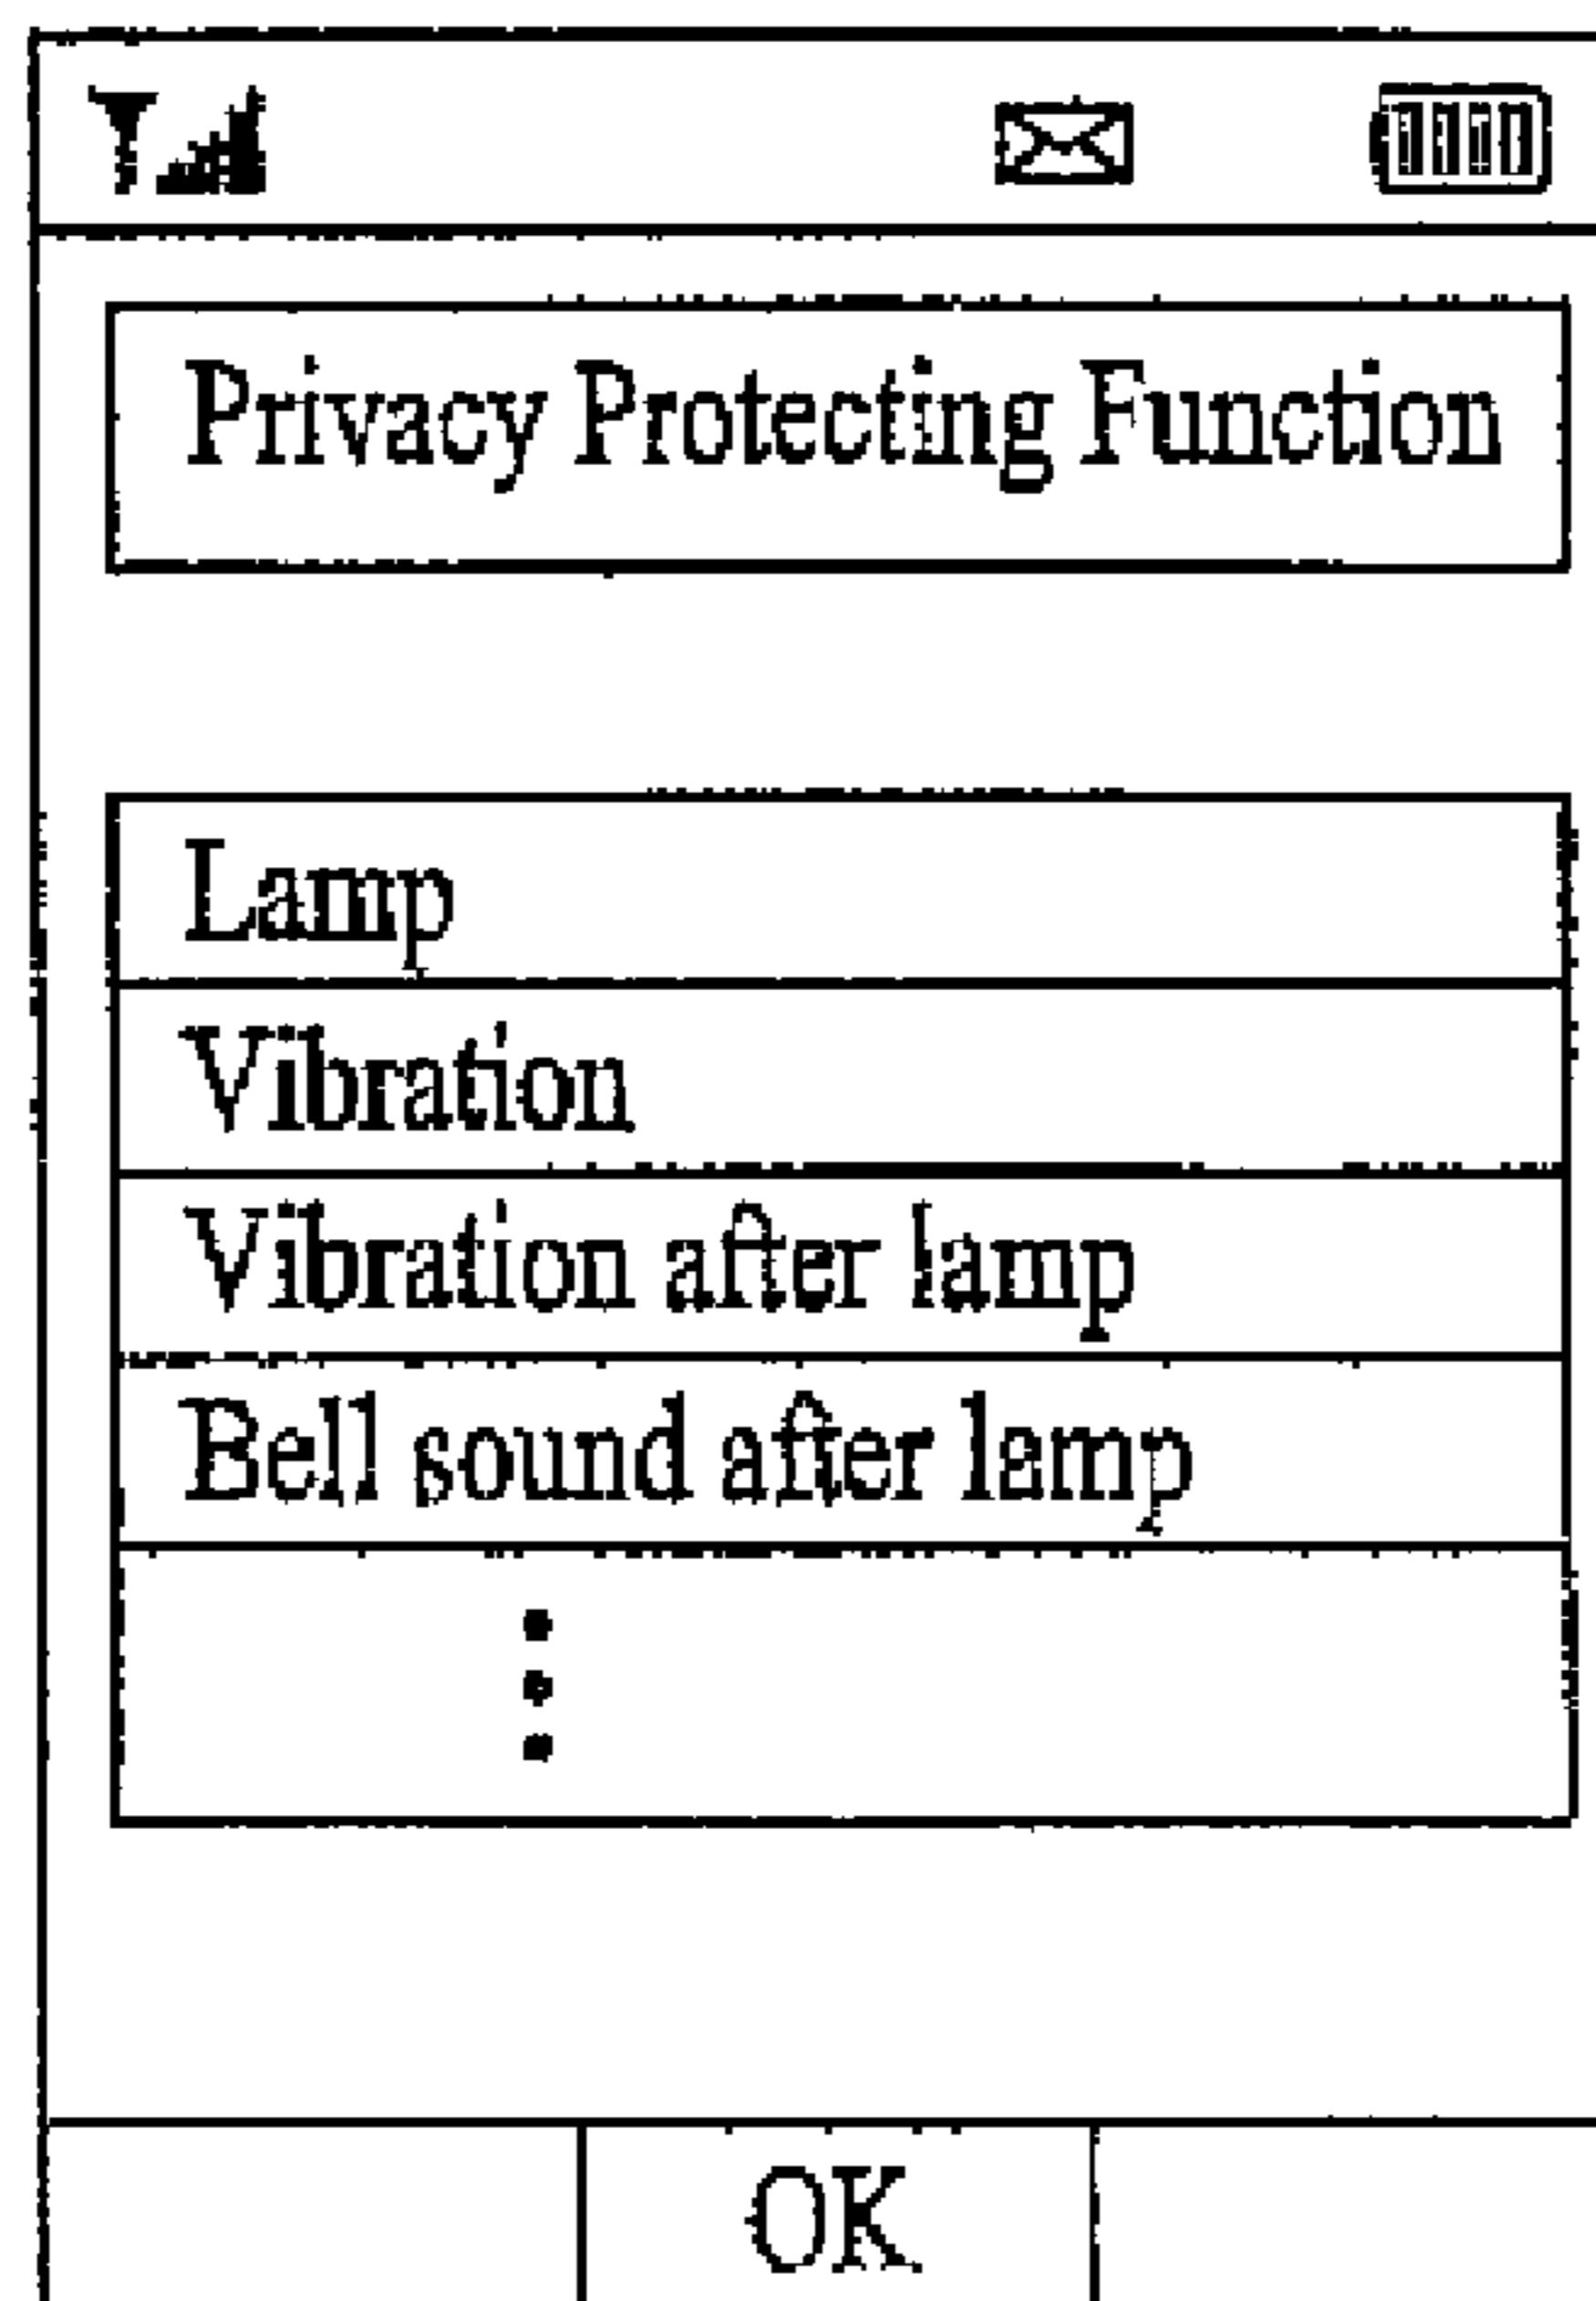 Privacy Protecting Function
Lamp
Vibration
Vibration after lamp
Bell sound after lamp
OK